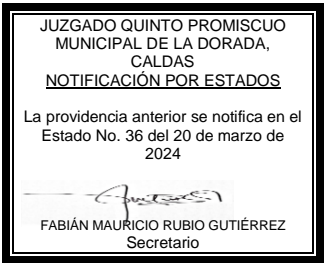 JUZGADO QUINTO PROMISCUO
MUNICIPAL DE LA DORADA,
CALDAS
NOTIFICACIÓN POR ESTADOS
La providencia anterior se notifica en el
Estado No. 36 del 20 de marzo de
2024
FABIÁN MAURICIO RUBIO GUTIÉRREZ
Secretario